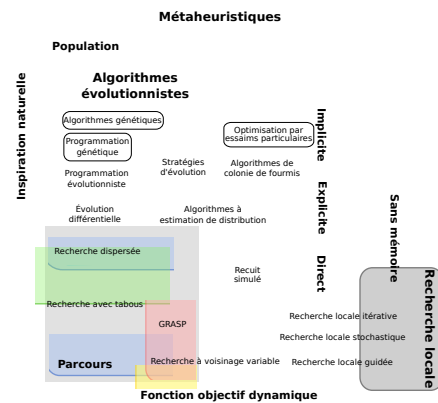 Métaheuristiques
Population
Inspiration naturelle
Algorithmes
évolutionnistes
Algorithmes génétiques
Programmation
génétique
Optimisation par
essaims particulaires
Implicite
Stratégies
d'évolution
Algorithmes de
colonie de fourmis
Programmation
évolutionniste
Explicite
Évolution
différentielle
Algorithmes à
estimation de distribution
Sans mémoire
Recherche dispersée
Recuit
simulé
Direct
Recherche locale
Recherche avec tabous
GRASP
Recherche locale itérative
Recherche locale stochastique
Parcours
Recherche à voisinage variable
Recherche locale guidée
Fonction objectif dynamique